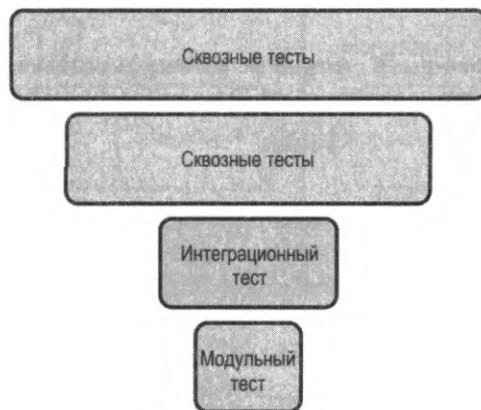 Сквозные тесты
Сквозные тесты
Интеграционный
тест
Модульный
тест